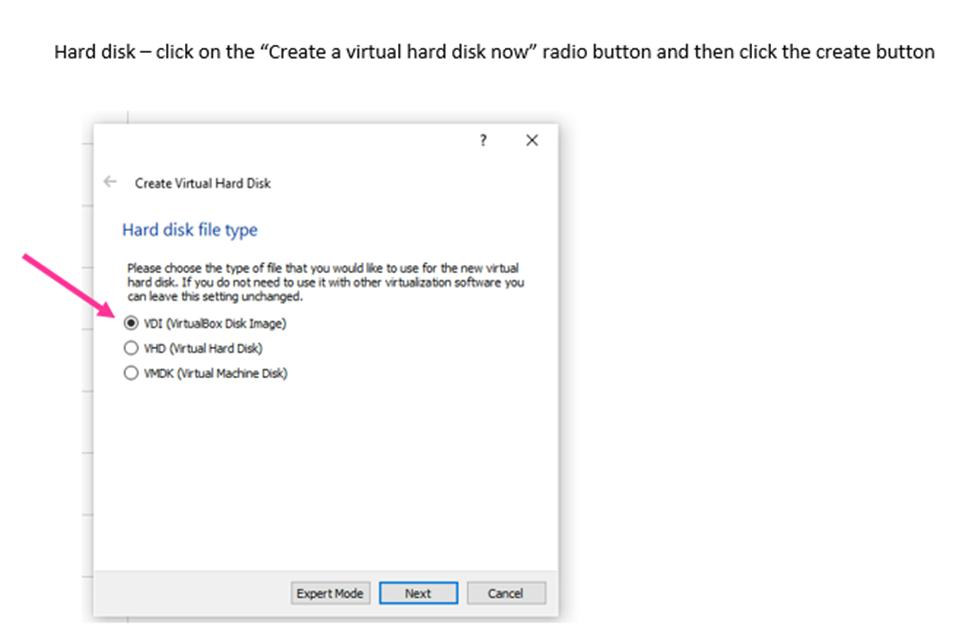 Hard disk – click on the “Create a virtual hard disk now” radio button and then click the create button
?
Create Virtual Hard Disk
Hard disk file type
Please choose the type of file that you would like to use for the new virtual
hard disk. If you do not need to use it with other virtualization software you
can leave this setting unchanged.
VDI (VirtualBox Disk Image)
VHD (Virtual Hard Disk)
VMDK (Virtual Machine Disk)
Expert Mode Next Cancel